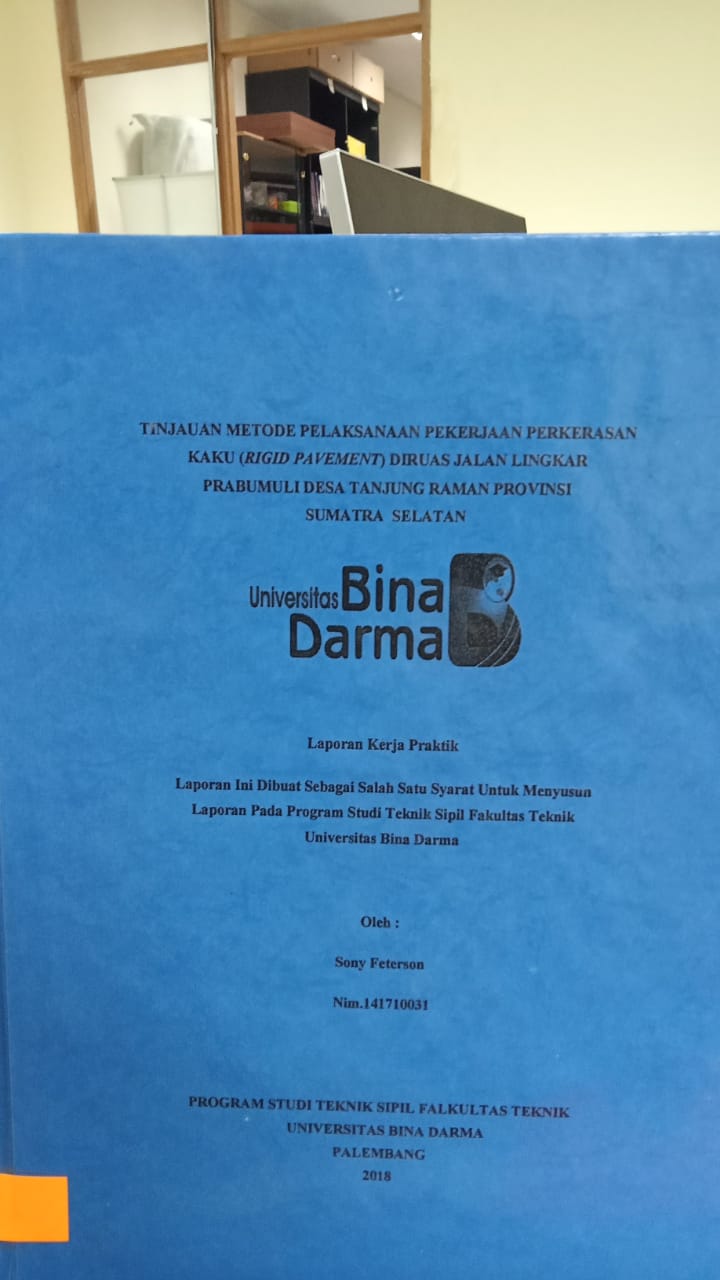 TINJAUAN METODE PELAKSANAAN PEKERJAAN PERKERASAN
KAKU (RIGID PAVEMENT) DIRUAS JALAN LINGKAR
PRABUMULI DESA TANJUNG RAMAN PROVINSI
SUMATRA SELATAN
Universitas Bina
Darma
Laporan Kerja Praktik
Laporan Ini Dibuat Sebagai Salah Satu Syarat Untuk Menyusun
Laporan Pada Program Studi Teknik Sipil Fakultas Teknik
Universitas Bina Darma
Oleh :
Sony Feterson
Nim.141710031
PROGRAM STUDI TEKNIK SIPIL FALKULTAS TEKNIK
UNIVERSITAS BINA DARMA
PALEMBANG
2018